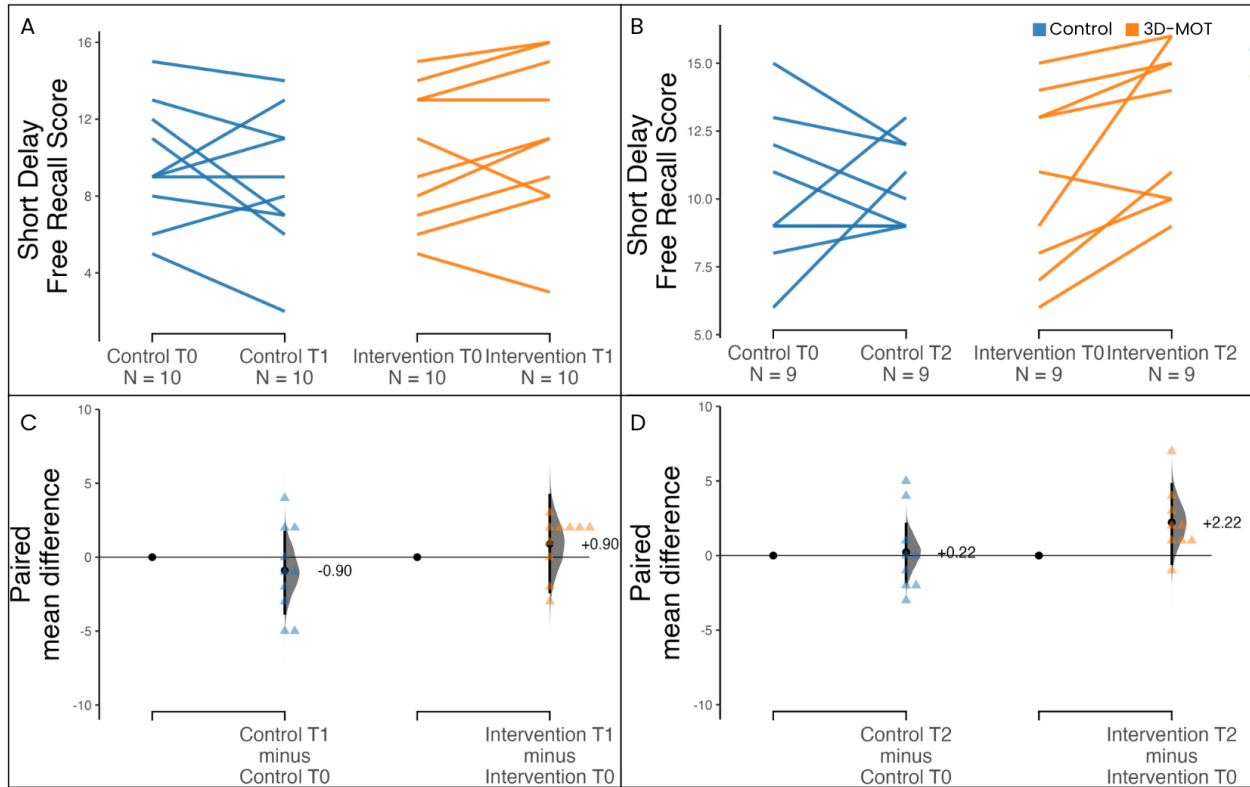 A
Short Delay
Free Recall Score
16
12
8
4
Control T0
N = 10
Control T1
N = 10
Intervention T0
N = 10
Intervention T1
N = 10
B
Control
3D-MOT
Short Delay
Free Recall Score
15.0
12.5
10.0
7.5
5.0
Control T0
N = 9
Control T2
N = 9
Intervention T0
N = 9
Intervention T2
N = 9
C
Paired
mean difference
10
5
0
-5
-10
-0.90
+0.90
Control T1
minus
Control T0
Intervention T1
minus
Intervention T0
D
Paired
mean difference
10
5
0
-5
-10
+0.22
+2.22
Control T2
minus
Control T0
Intervention T2
minus
Intervention T0